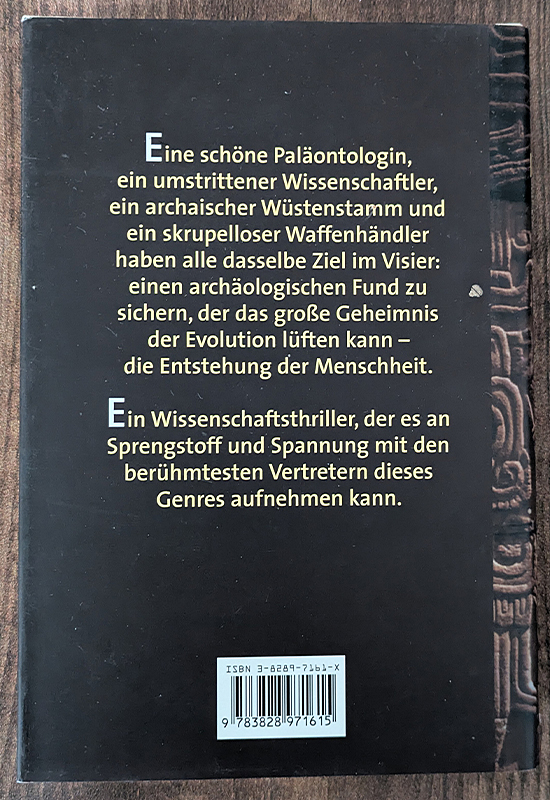 Eine schöne Paläontologin,
ein umstrittener Wissenschaftler,
ein archaischer Wüstenstamm und
ein skrupelloser Waffenhändler
haben alle dasselbe Ziel im Visier:
einen archäologischen Fund zu
sichern, der das große Geheimnis
der Evolution lüften kann –
die Entstehung der Menschheit.
Ein Wissenschaftsthriller, der es an
Sprengstoff und Spannung mit den
berühmtesten Vertretern dieses
Genres aufnehmen kann.
ISBN 3-8289-7161-X
9 783828 971615